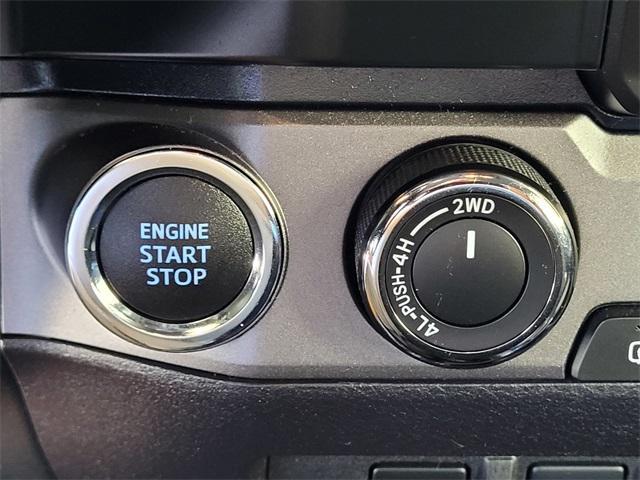 ENGINE
START
STOP
2WD
4L-PUSH-4H